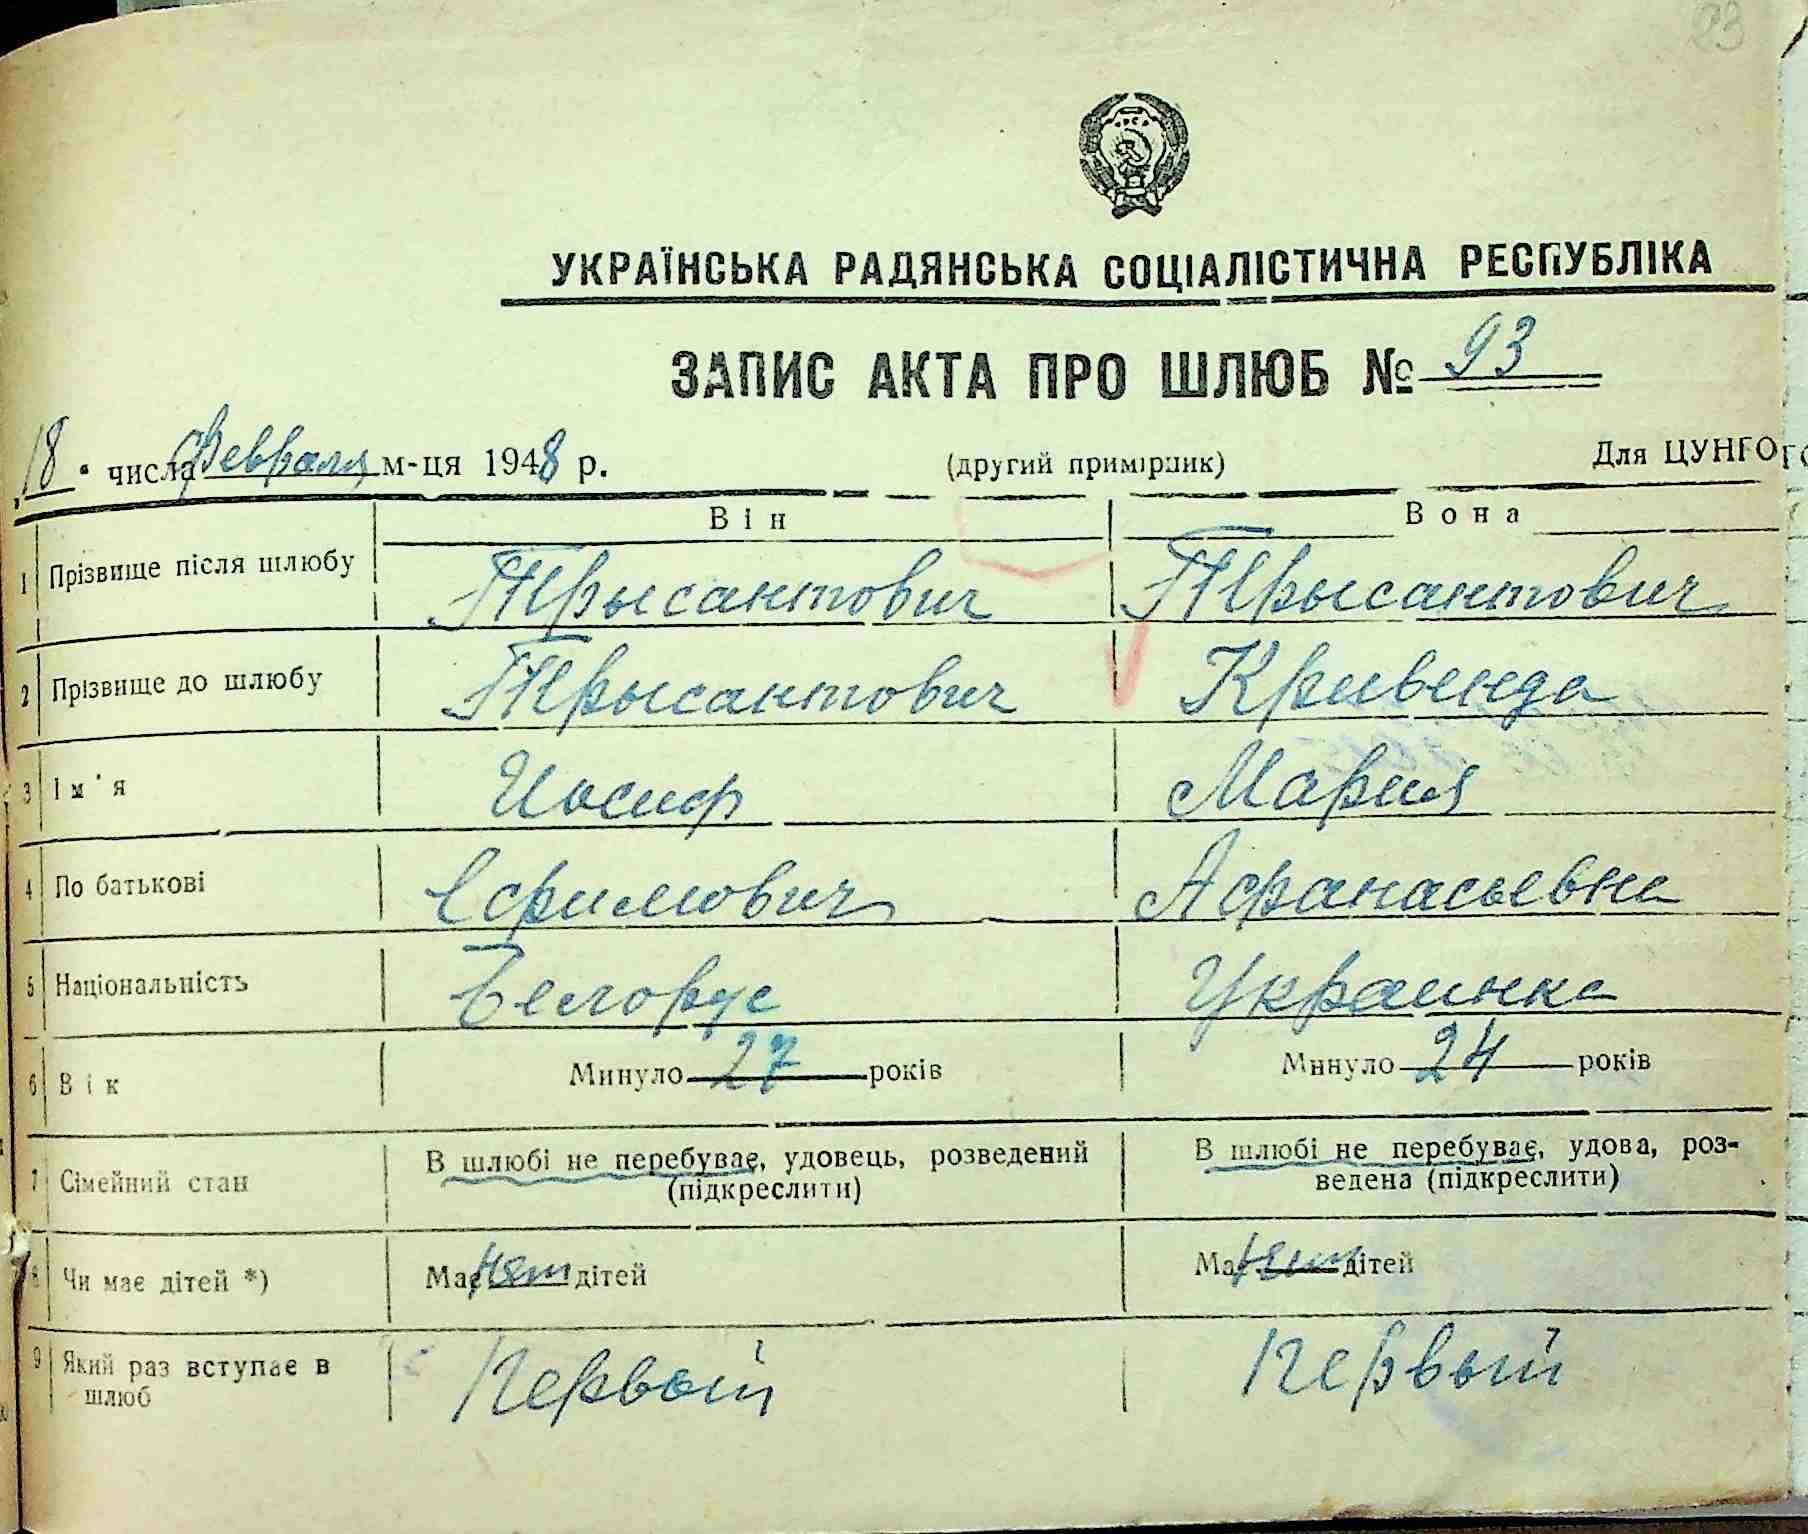 93
УКРАЇНСЬКА РАДЯНСЬКА СОЦІАЛІСТИЧНА РЕСПУБЛІКА
ЗАПИС АКТА ПРО ШЛЮБ № 93
„18“ числа Февраля м-ця 1948 р. (другий примірник) Для ЦУНГО
Він Вона
1 Прізвище після шлюбу Трысантович Трысантович
2 Прізвище до шлюбу Трысантович Кривенда
3 Ім'я Иосиф Мария
4 По батькові Ефимович Афанасьевна
5 Національність Белорус Украинка
6 Вік Минуло 27 років Минуло 24 років
7 Сімейний стан В шлюбі не перебуває, удовець, розведений (підкреслити) В шлюбі не перебуває, удова, роз-
ведена (підкреслити)
8 Чи має дітей *) Має нет дітей Має нет дітей
9 Який раз вступає в шлюб Первый Первый